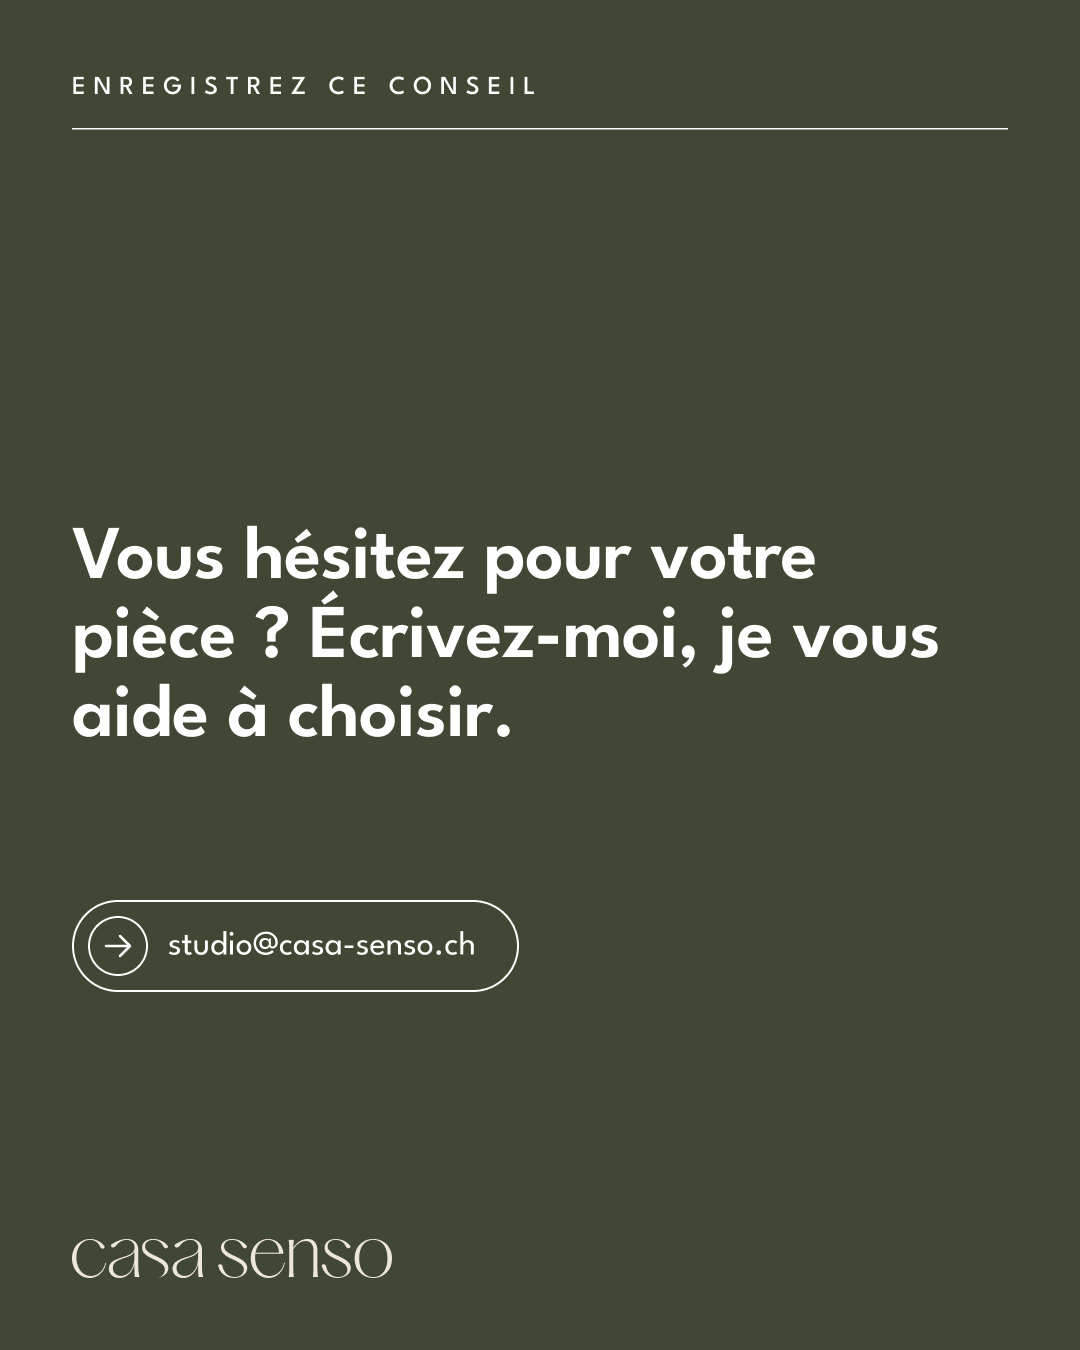 ENREGISTREZ CE CONSEIL
Vous hésitez pour votre
pièce ? Écrivez-moi, je vous
aide à choisir.
studio@casa-senso.ch
casa senso